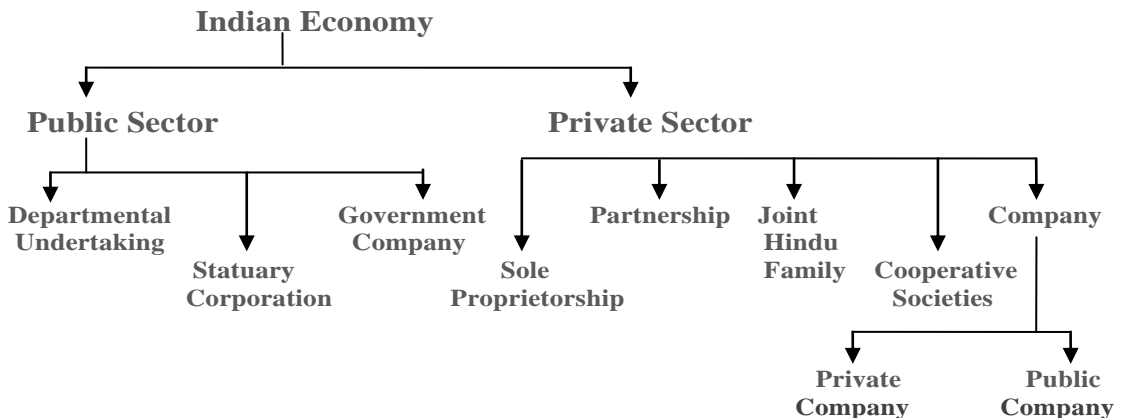 Indian Economy
Public Sector
Private Sector
Departmental
Undertaking
Statuary
Corporation
Government
Company
Sole
Proprietorship
Partnership
Joint
Hindu
Family
Cooperative
Societies
Company
Private
Company
Public
Company